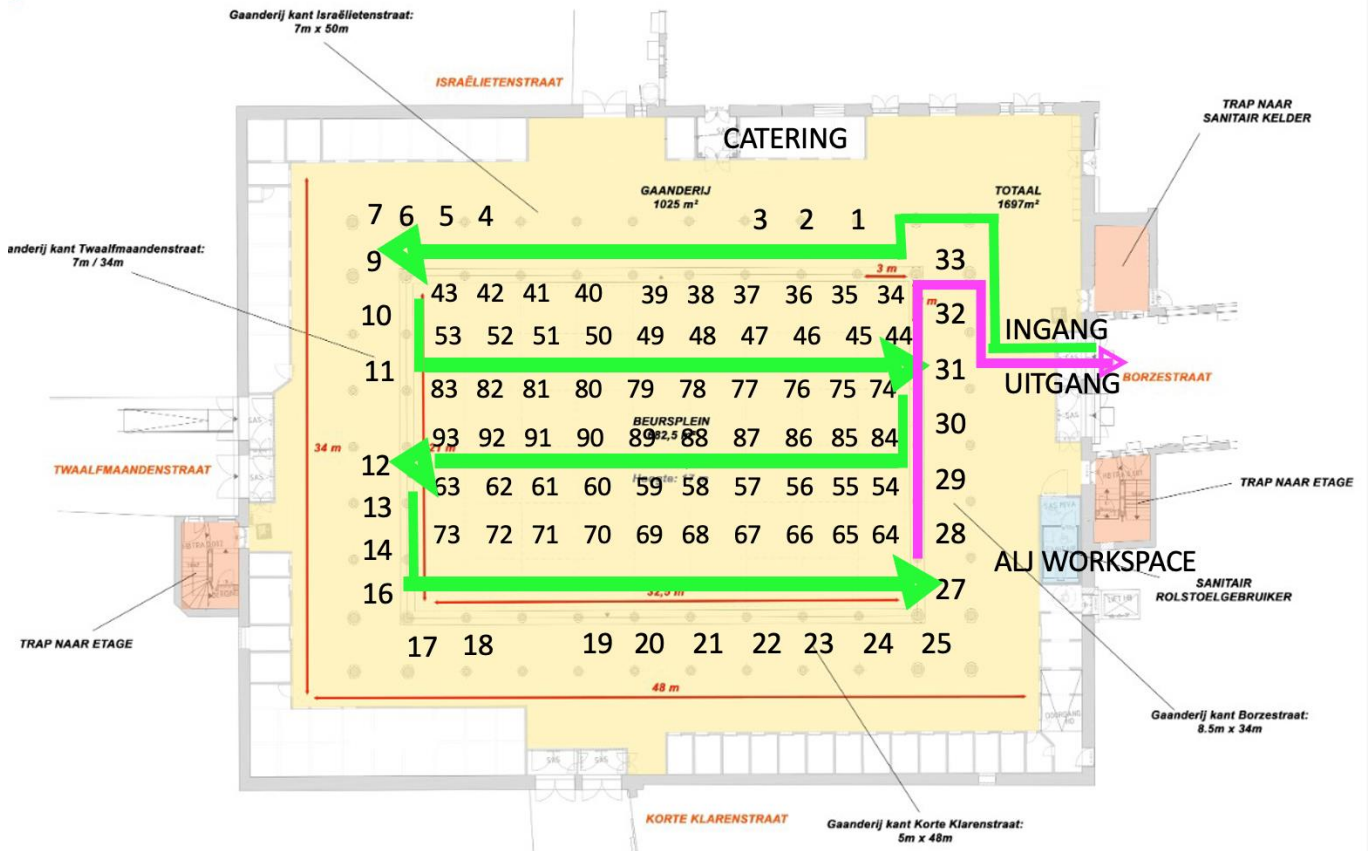 Gaanderij kant Israëlietenstraat:
7m x 50m
ISRAËLIETENSTRAAT
TRAP NAAR
SANITAIR KELDER
CATERING
GAANDERIJ
1025 m²
TOTAAL
1697m²
7 6 5 4 3 2 1
anderij kant Twaalfmaandenstraat:
7m / 34m
9
33
3 m
43 42 41 40 39 38 37 36 35 34
m
10
32
53 52 51 50 49 48 47 46 45 44
INGANG
11
31
BORZESTRAAT
UITGANG
83 82 81 80 79 78 77 76 75 74
BEURSPLEIN
30
93 92 91 90 89 88 87 86 85 84
34 m
21 m
12
TWAALFMAANDENSTRAAT
29
TRAP NAAR ETAGE
63 62 61 60 59 58 57 56 55 54
13
73 72 71 70 69 68 67 66 65 64
28
14
ALJ WORKSPACE
SANITAIR
ROLSTOELGEBRUIKER
16
27
32,5 m
TRAP NAAR ETAGE
17 18 19 20 21 22 23 24 25
48 m
Gaanderij kant Borzestraat:
8.5m x 34m
SAS SAS
KORTE KLARENSTRAAT
Gaanderij kant Korte Klarenstraat:
5m x 48m